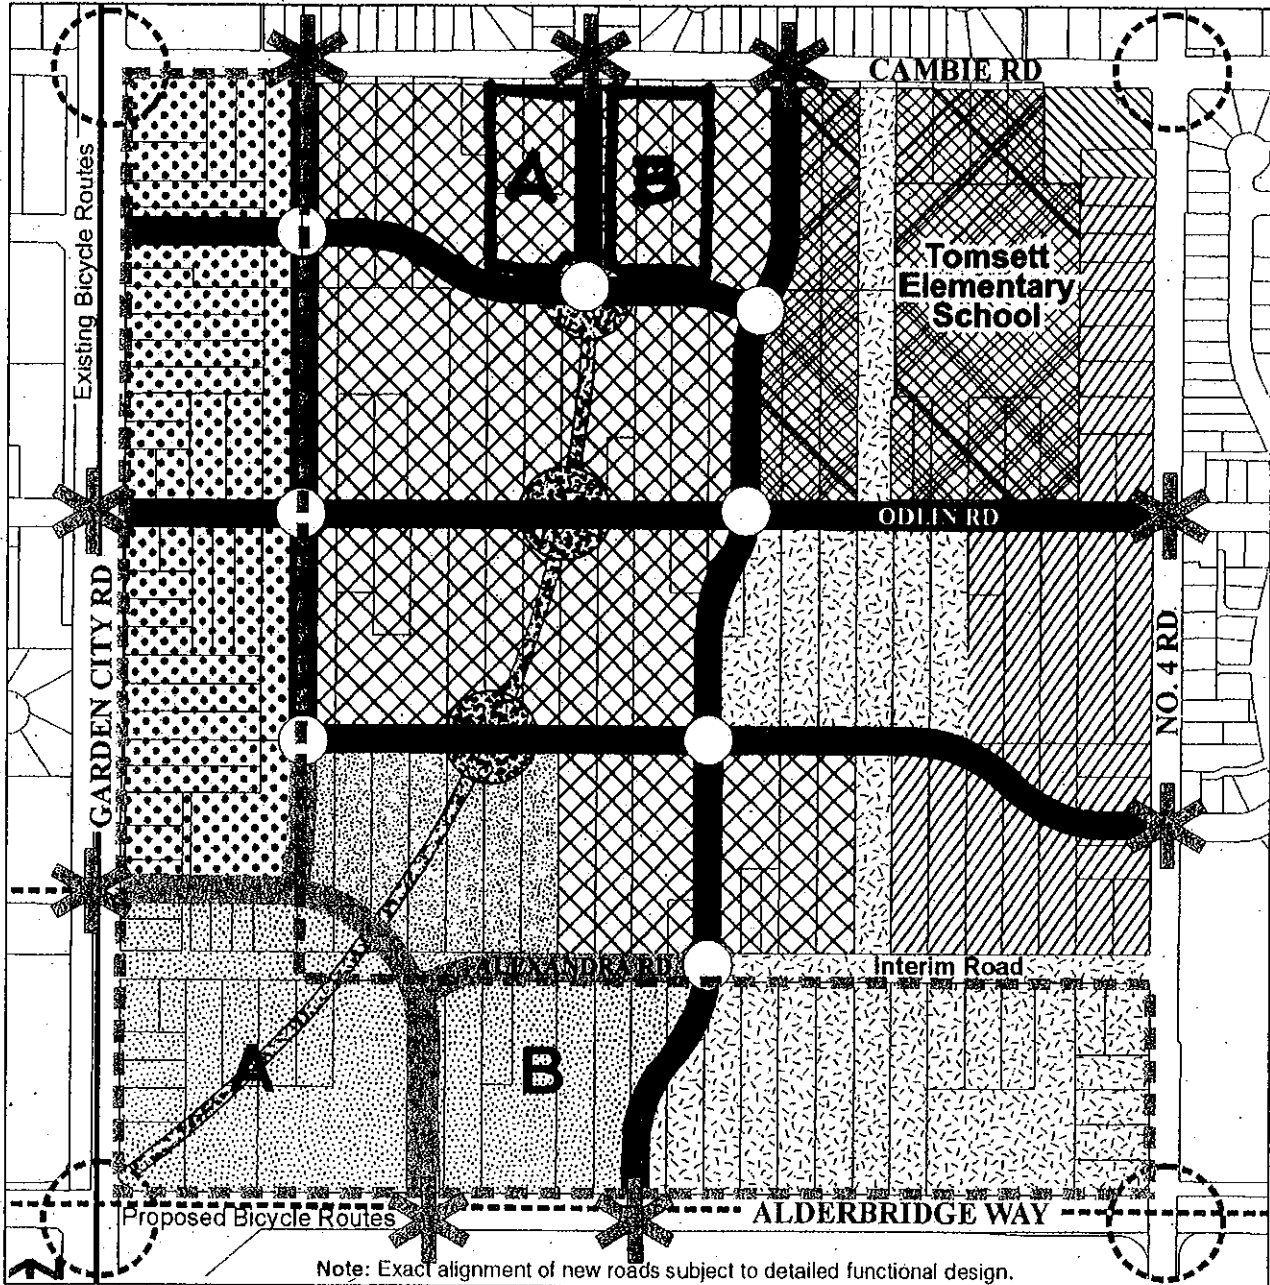 CAMBIE RD
A
B
Existing Bicycle Routes
Tomsett
Elementary
School
ODLIN RD
GARDEN CITY RD
NO. 4 RD
ALEXANDRA RD.
Interim Road
A
B
Proposed Bicycle Routes
ALDERBRIDGE WAY
Note: Exact alignment of new roads subject to detailed functional design.